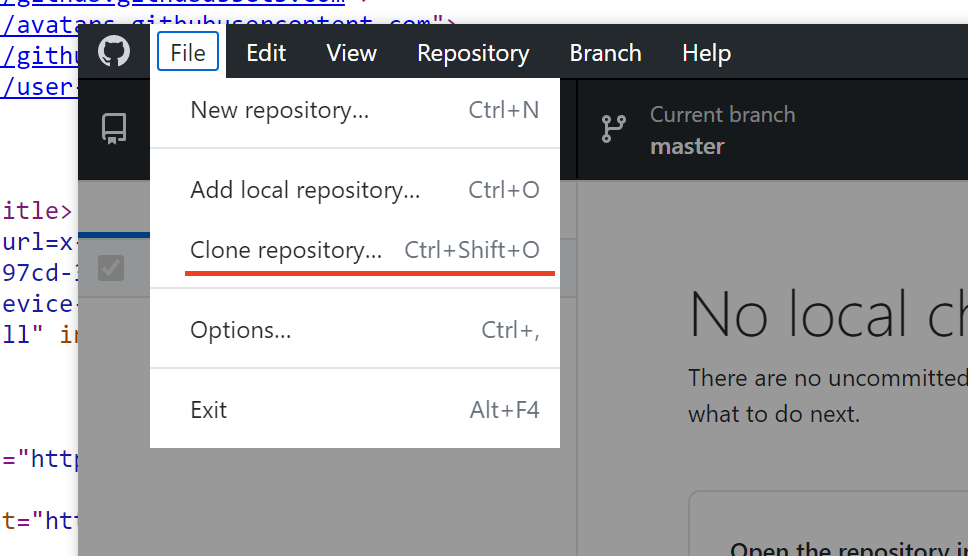 /avatars.githubusercontent.com">
/githu
/user-
File Edit View Repository Branch Help
New repository... Ctrl+N
Add local repository... Ctrl+O
Clone repository... Ctrl+Shift+O
Options... Ctrl+,
Exit Alt+F4
Current branch
master
itle>
url=x-
97cd-
evice-
ll" in
="http
t="htt
No local ch
There are no uncommitted
what to do next.
Open the repository in